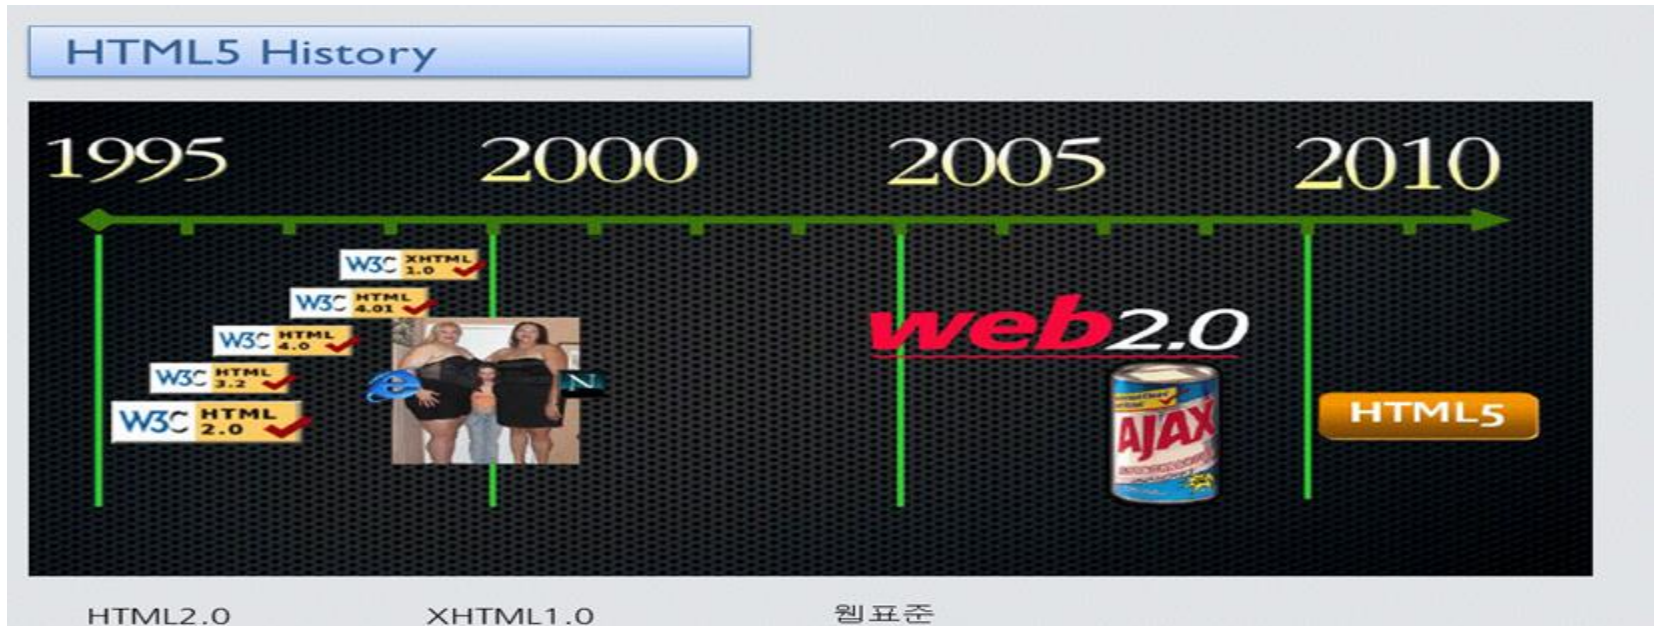 HTML5 History
1995 2000 2005 2010
W3C XHTML 1.0
W3C HTML 4.01
W3C HTML 4.0
W3C HTML 3.2
W3C HTML 2.0
N
web2.0
AJAX
HTML5
HTML2.0 XHTML1.0 웹표준